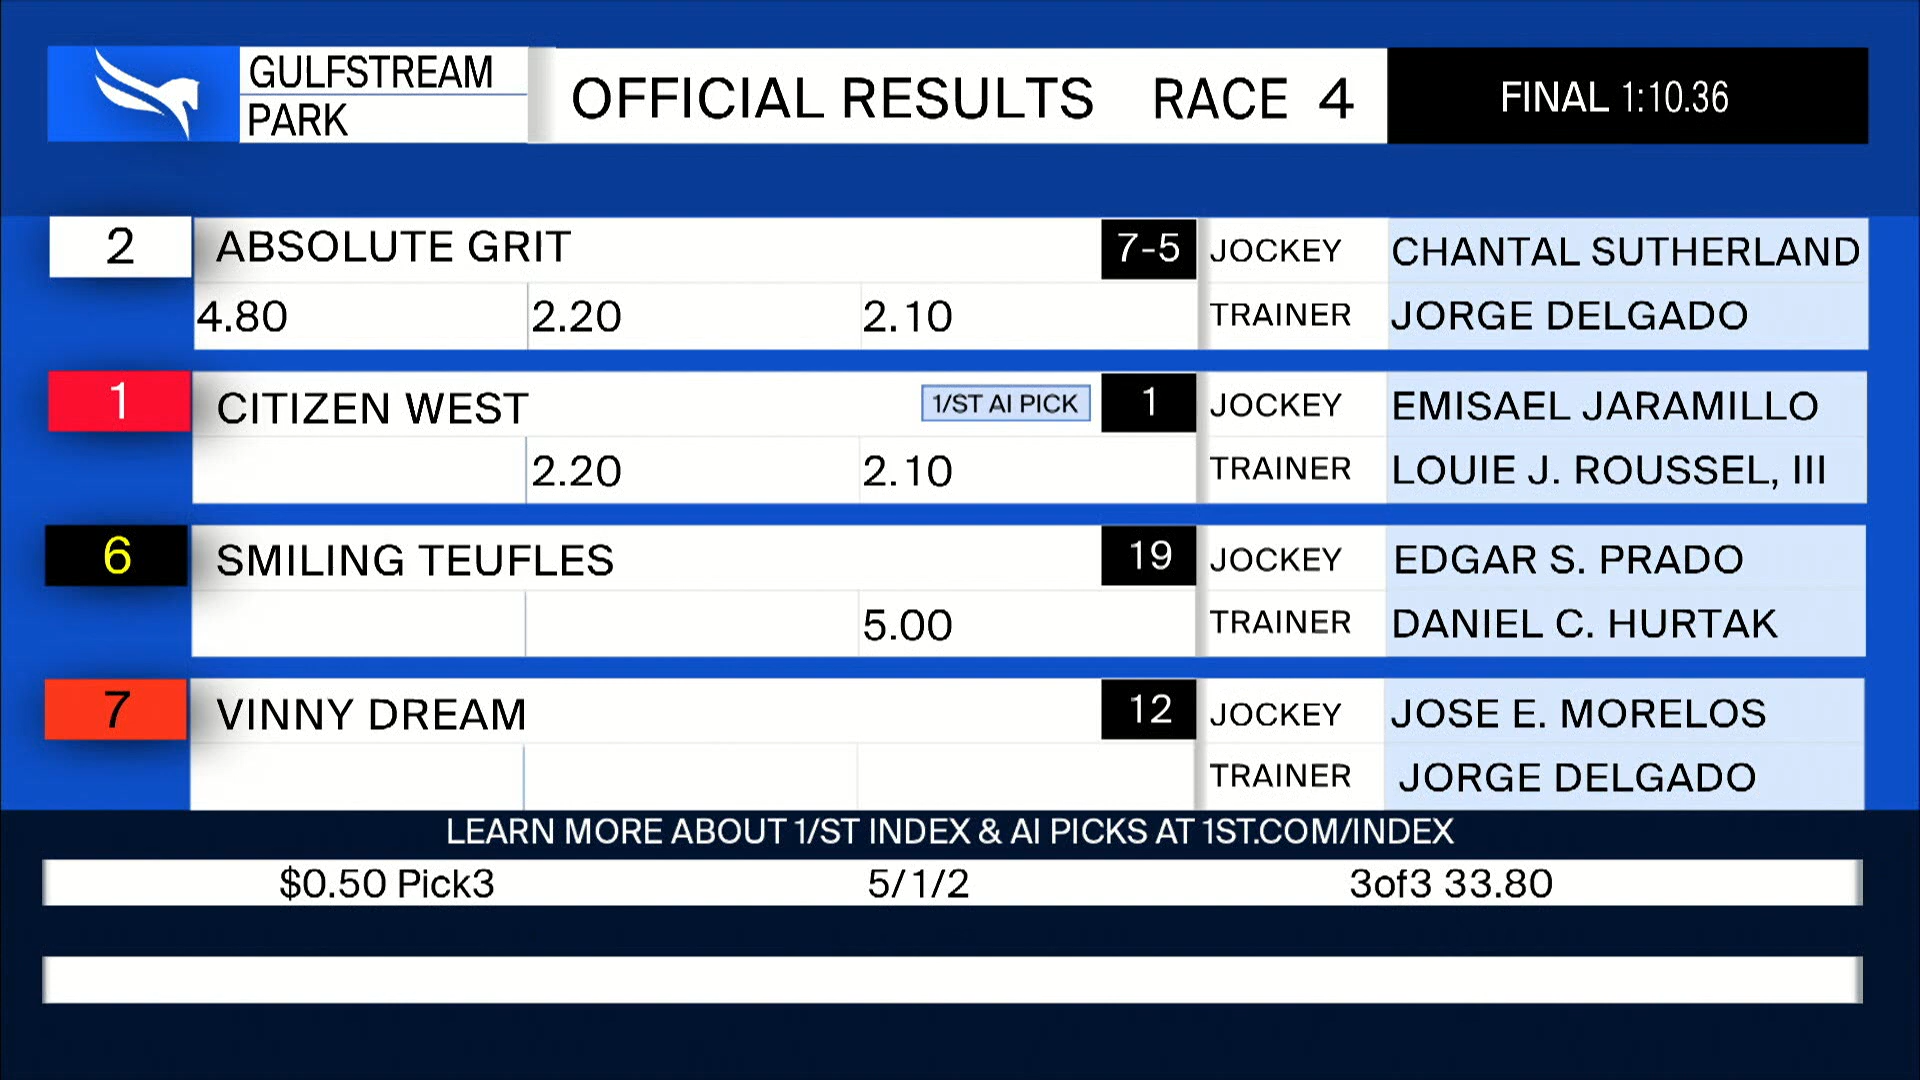 GULFSTREAM
PARK
OFFICIAL RESULTS RACE 4
FINAL 1:10.36
2 ABSOLUTE GRIT 7-5 JOCKEY CHANTAL SUTHERLAND
4.80 2.20 2.10 TRAINER JORGE DELGADO
1 CITIZEN WEST 1/ST AI PICK 1 JOCKEY EMISAEL JARAMILLO
2.20 2.10 TRAINER LOUIE J. ROUSSEL, III
6 SMILING TEUFLES 19 JOCKEY EDGAR S. PRADO
5.00 TRAINER DANIEL C. HURTAK
7 VINNY DREAM 12 JOCKEY JOSE E. MORELOS
TRAINER JORGE DELGADO
LEARN MORE ABOUT 1/ST INDEX & AI PICKS AT 1ST.COM/INDEX
$0.50 Pick3 5/1/2 3of3 33.80